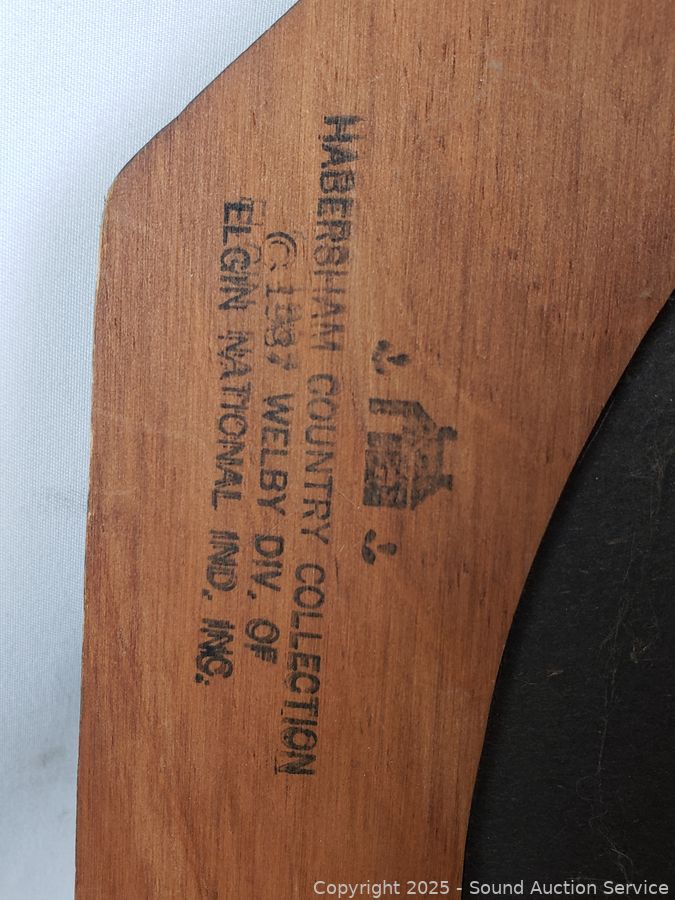 HABERSHAM COUNTRY COLLECTION
© 1987 WELBY DIV. OF
ELGIN NATIONAL IND. INC.
Copyright 2025 - Sound Auction Service